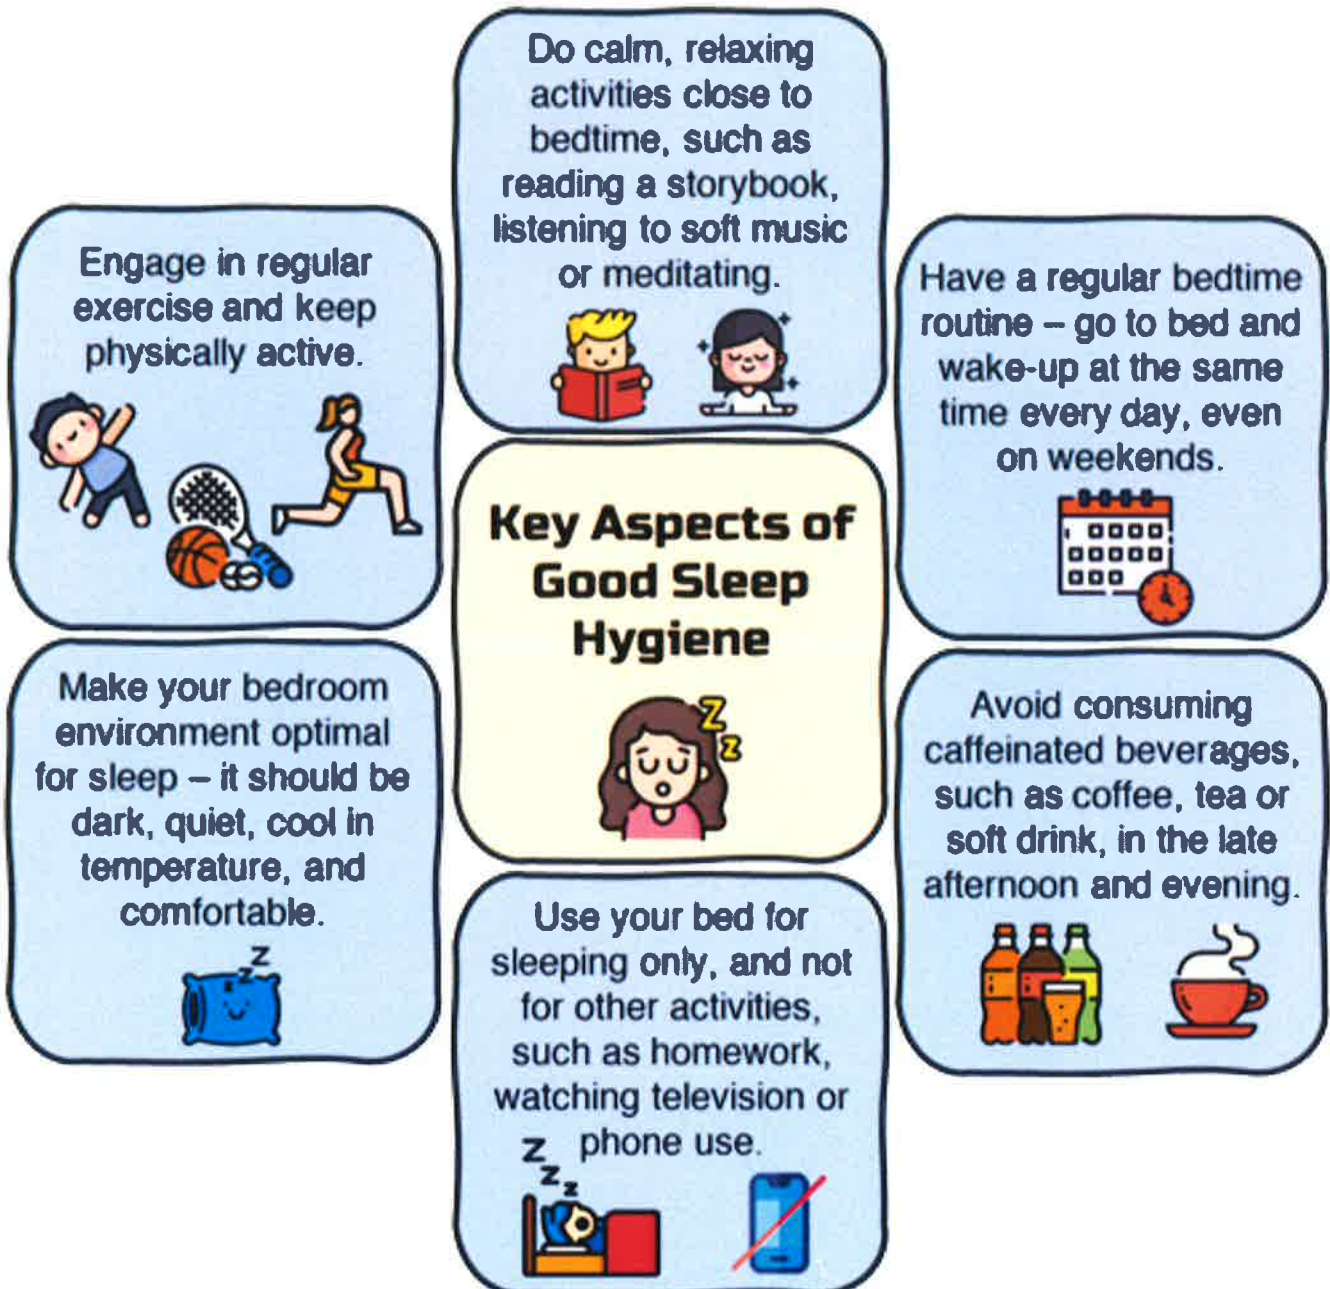 Do calm, relaxing
activities close to
bedtime, such as
reading a storybook,
listening to soft music
or meditating.
Engage in regular
exercise and keep
physically active.
Have a regular bedtime
routine – go to bed and
wake-up at the same
time every day, even
on weekends.
Key Aspects of
Good Sleep
Hygiene
Z
z
Make your bedroom
environment optimal
for sleep – it should be
dark, quiet, cool in
temperature, and
comfortable.
z
z
z
Avoid consuming
caffeinated beverages,
such as coffee, tea or
soft drink, in the late
afternoon and evening.
Use your bed for
sleeping only, and not
for other activities,
such as homework,
watching television or
phone use.
Z
z
z